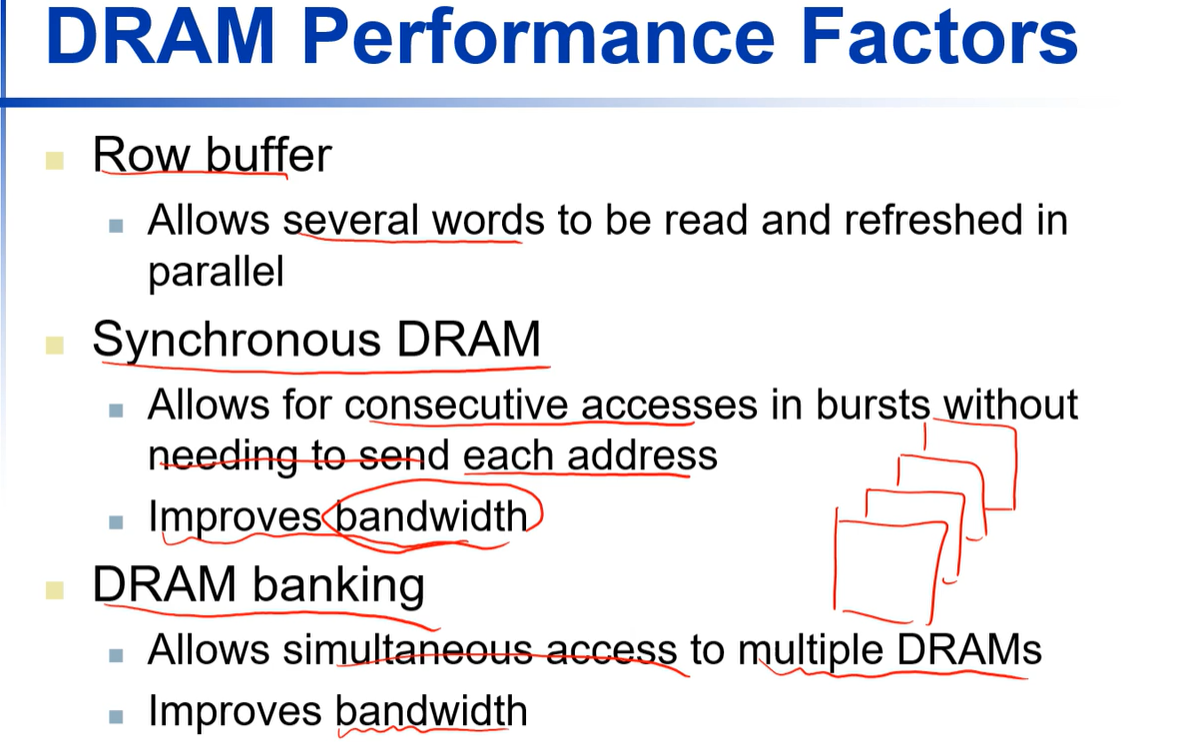 DRAM Performance Factors
Row buffer
Allows several words to be read and refreshed in
parallel
Synchronous DRAM
Allows for consecutive accesses in bursts without
needing to send each address
Improves bandwidth
DRAM banking
Allows simultaneous access to multiple DRAMs
Improves bandwidth